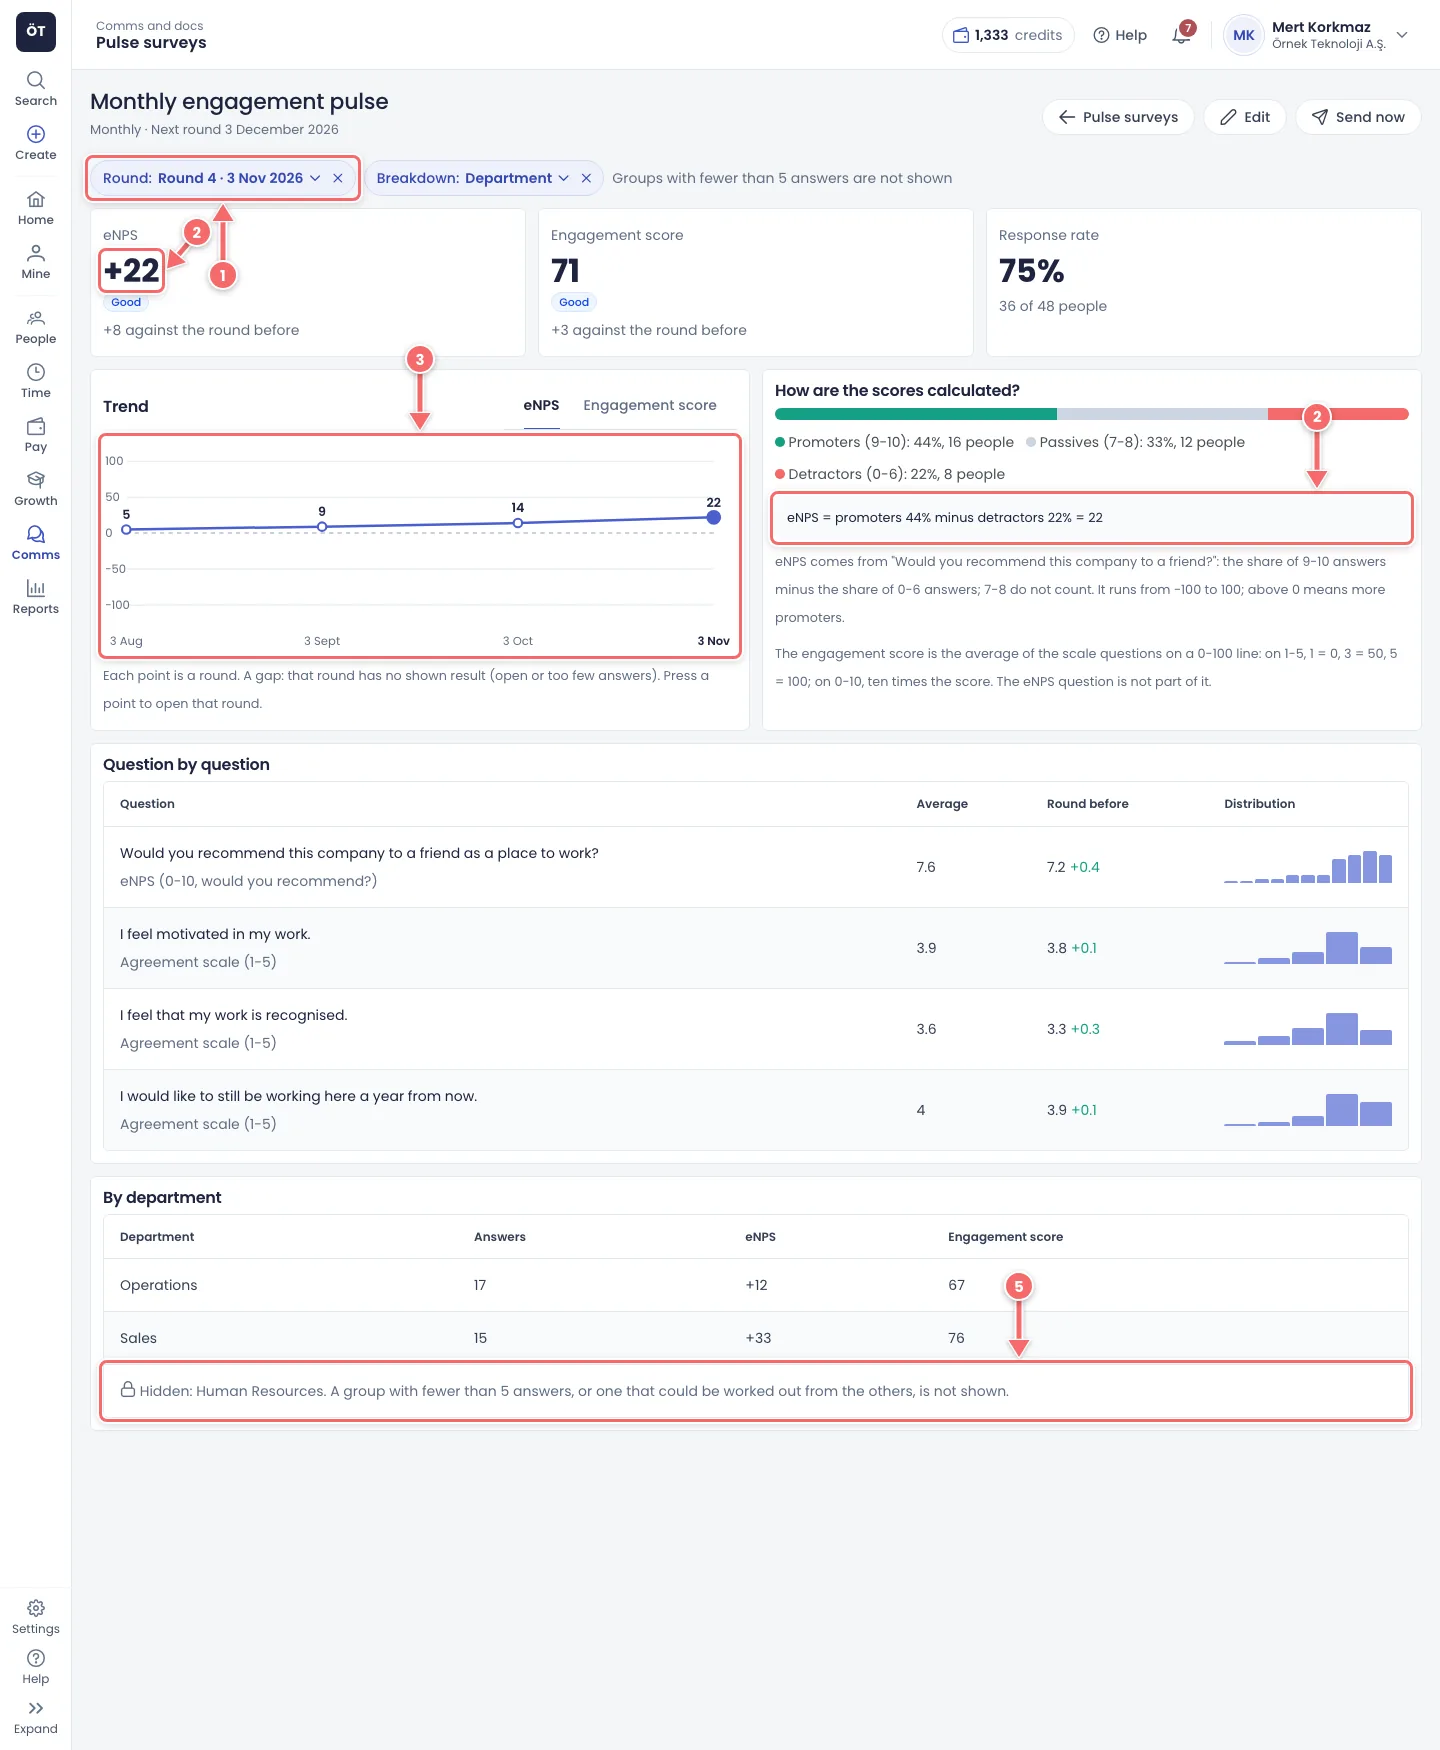 ÖT
Search
Create
Home
Mine
People
Time
Pay
Growth
Comms
Reports
Settings
Help
Expand
Comms and docs
Pulse surveys
1,333 credits
Help
7
MK
Mert Korkmaz
Örnek Teknoloji A.Ş.
Monthly engagement pulse
Monthly · Next round 3 December 2026
Pulse surveys
Edit
Send now
Round: Round 4 · 3 Nov 2026
Breakdown: Department
Groups with fewer than 5 answers are not shown
eNPS
+22
Good
+8 against the round before
2
1
Engagement score
71
Good
+3 against the round before
Response rate
75%
36 of 48 people
3
Trend
eNPS
Engagement score
100
50
0
-50
-100
5
9
14
22
3 Aug
3 Sept
3 Oct
3 Nov
Each point is a round. A gap: that round has no shown result (open or too few answers). Press a
point to open that round.
How are the scores calculated?
2
Promoters (9-10): 44%, 16 people
Passives (7-8): 33%, 12 people
Detractors (0-6): 22%, 8 people
eNPS = promoters 44% minus detractors 22% = 22
eNPS comes from "Would you recommend this company to a friend?": the share of 9-10 answers
minus the share of 0-6 answers; 7-8 do not count. It runs from -100 to 100; above 0 means more
promoters.
The engagement score is the average of the scale questions on a 0-100 line: on 1-5, 1 = 0, 3 = 50, 5
= 100; on 0-10, ten times the score. The eNPS question is not part of it.
Question by question
Question Average Round before Distribution
Would you recommend this company to a friend as a place to work?
eNPS (0-10, would you recommend?)
7.6
7.2 +0.4
I feel motivated in my work.
Agreement scale (1-5)
3.9
3.8 +0.1
I feel that my work is recognised.
Agreement scale (1-5)
3.6
3.3 +0.3
I would like to still be working here a year from now.
Agreement scale (1-5)
4
3.9 +0.1
By department
Department Answers eNPS Engagement score
Operations 17 +12 67
5
Sales 15 +33 76
Hidden: Human Resources. A group with fewer than 5 answers, or one that could be worked out from the others, is not shown.